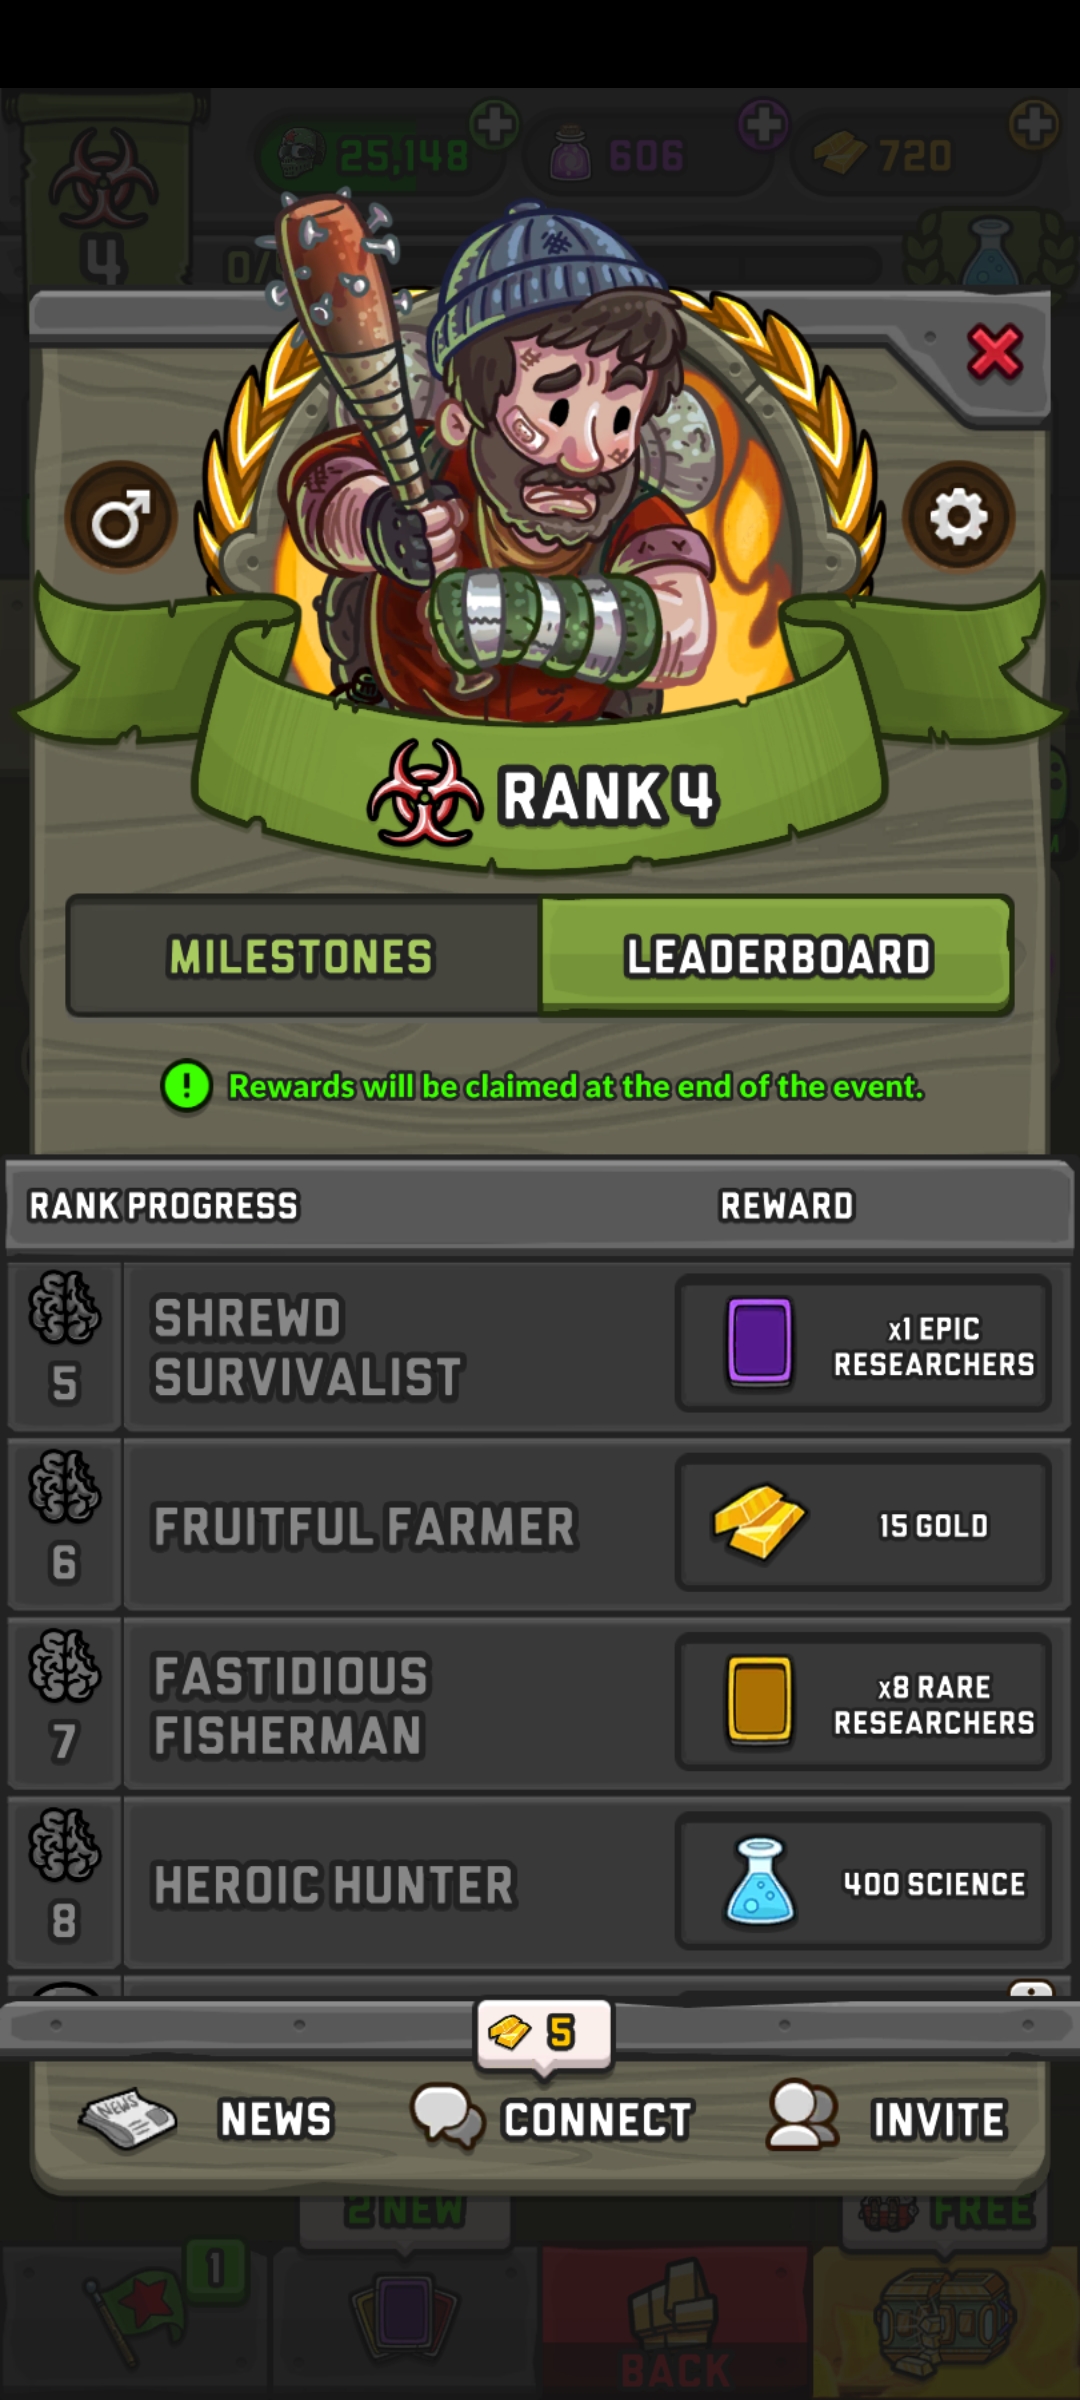 25,148
606
720
4
0/
RANK 4
MILESTONES
LEADERBOARD
! Rewards will be claimed at the end of the event.
RANK PROGRESS
REWARD
5
SHREWD
SURVIVALIST
x1 EPIC
RESEARCHERS
6
FRUITFUL FARMER
15 GOLD
7
FASTIDIOUS
FISHERMAN
x8 RARE
RESEARCHERS
8
HEROIC HUNTER
400 SCIENCE
5
NEWS
NEWS
CONNECT
INVITE
2 NEW
FREE
1
BACK